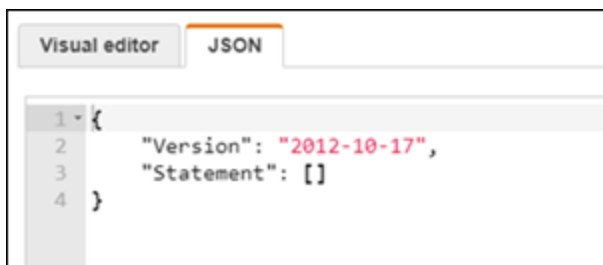 Visual editor JSON
1 {
2 "Version": "2012-10-17",
3 "Statement": []
4 }